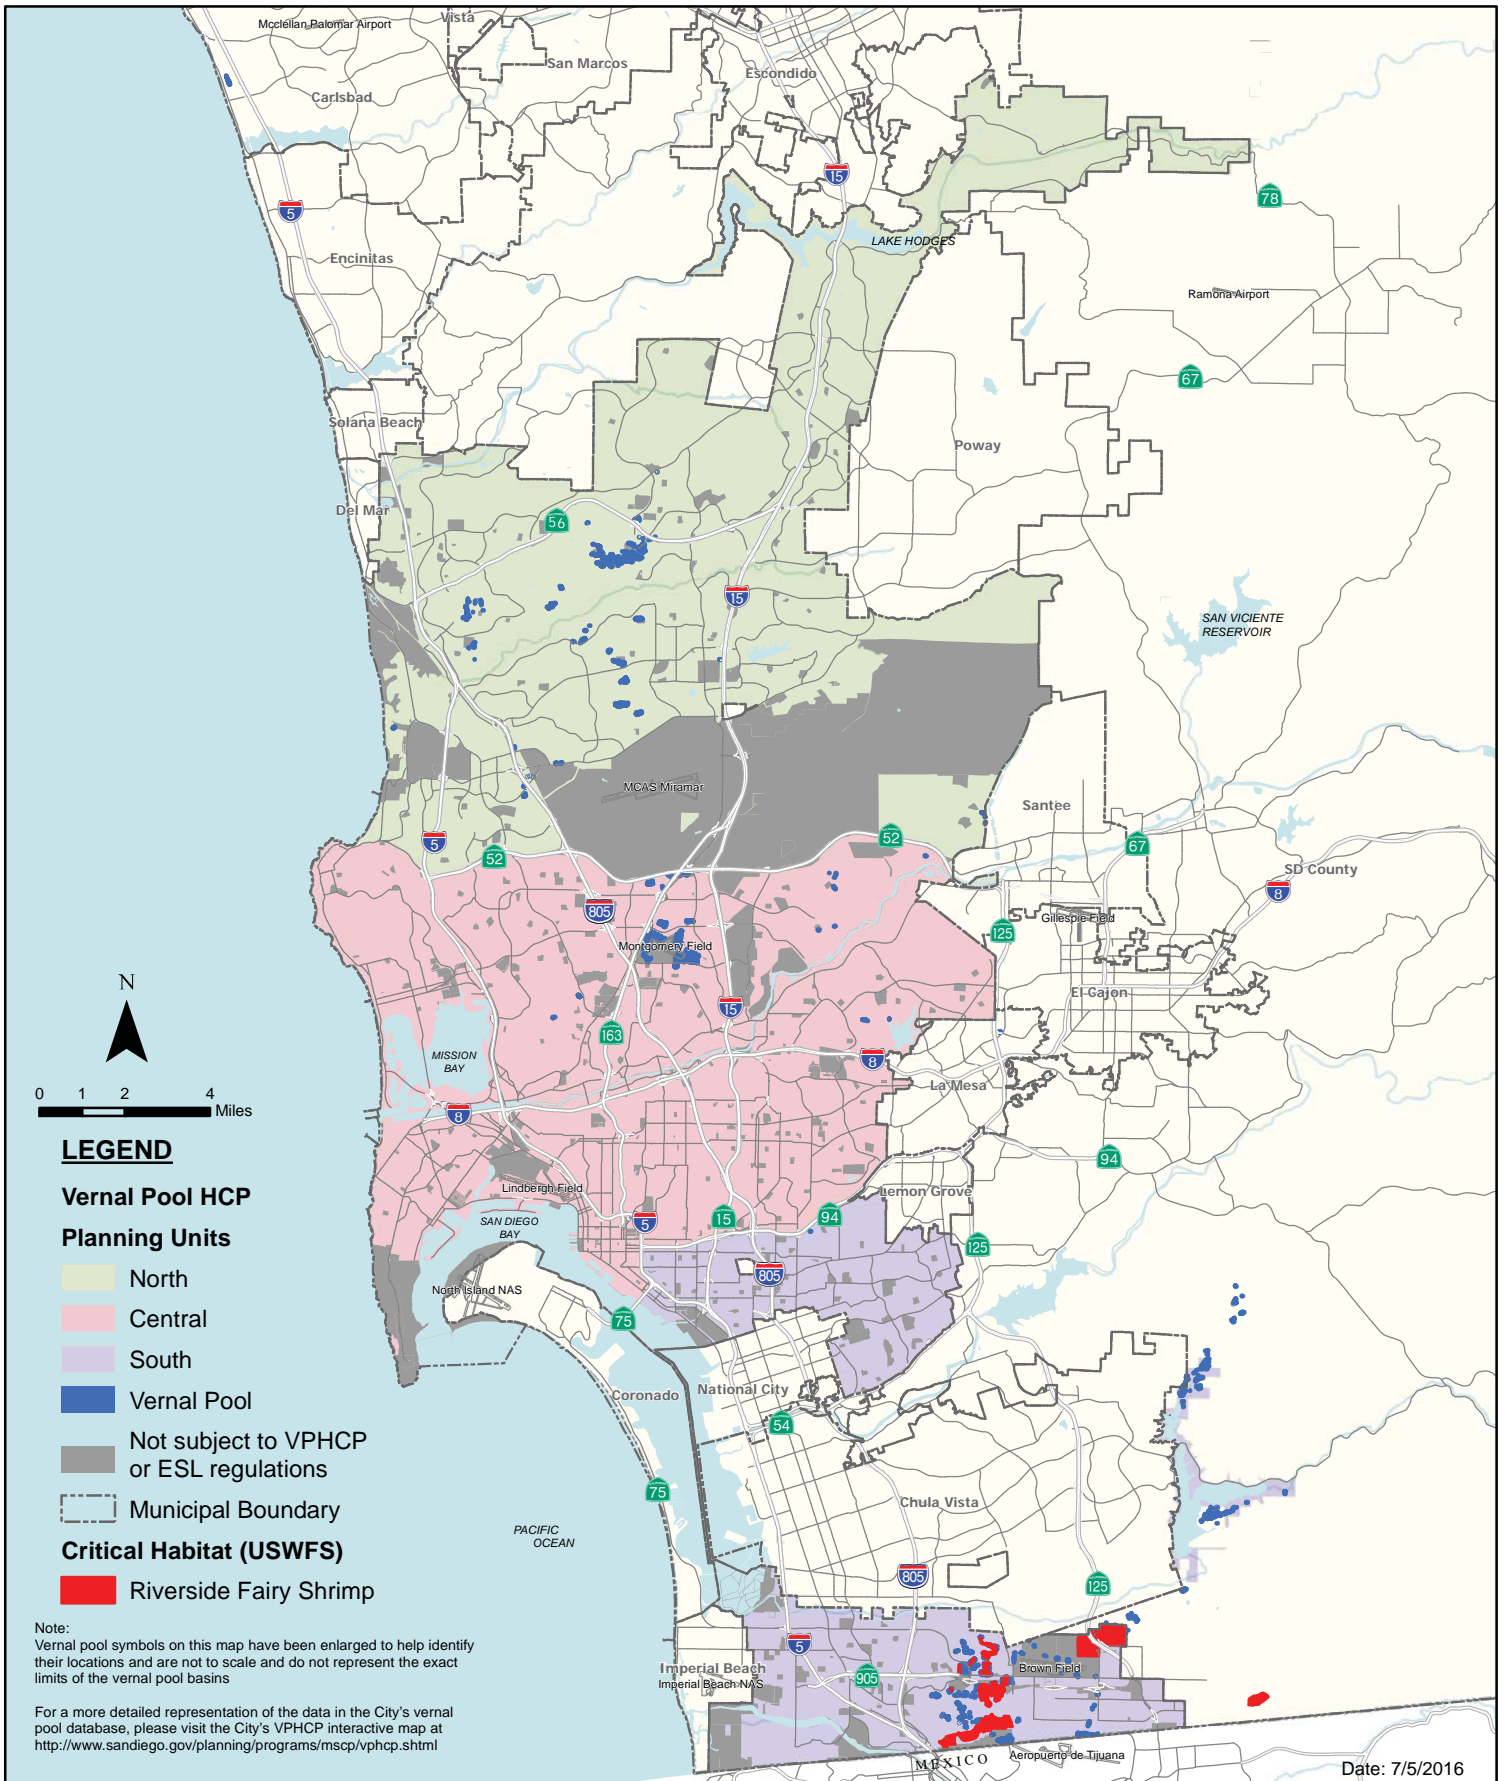 Mcclellan Palomar Airport
Vista
San Marcos
Escondido
Carlsbad
15
5
78
LAKE HODGES
Encinitas
Ramona Airport
67
Solana Beach
Poway
Del Mar
56
15
SAN VICIENTE
RESERVOIR
MCAS Miramar
Santee
5
52
52
67
SD County
8
805
Gillespie Field
125
Montgomery Field
El Cajon
N
15
163
MISSION
BAY
8
La Mesa
0 1 2 4
Miles
8
94
LEGEND
Vernal Pool HCP
Planning Units
North
Central
South
Vernal Pool
Not subject to VPHCP
or ESL regulations
Municipal Boundary
Critical Habitat (USWFS)
Riverside Fairy Shrimp
Lindbergh Field
Lemon Grove
SAN DIEGO
BAY
5
15
94
125
805
North Island NAS
75
Coronado
National City
54
75
Chula Vista
PACIFIC
OCEAN
805
125
5
Imperial Beach
Imperial Beach NAS
905
Brown Field
MEXICO
Aeropuerto de Tijuana
Note:
Vernal pool symbols on this map have been enlarged to help identify
their locations and are not to scale and do not represent the exact
limits of the vernal pool basins
For a more detailed representation of the data in the City's vernal
pool database, please visit the City's VPHCP interactive map at
http://www.sandiego.gov/planning/programs/mscp/vphcp.shtml
Date: 7/5/2016